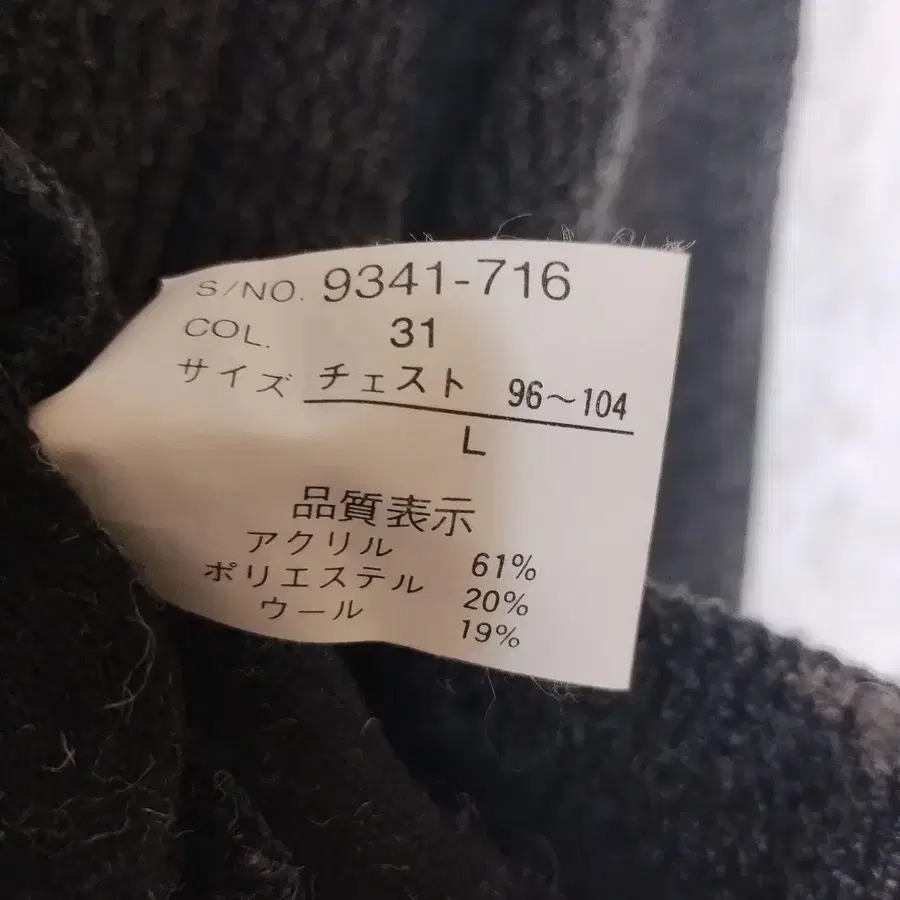 S/NO. 9341-716
COL. 31
サイズ チェスト 96～104
L
品質表示
アクリル 61%
ポリエステル 20%
ウール 19%